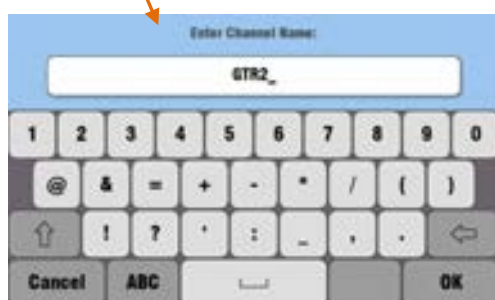 Enter Channel Name:
GTR2_
1 2 3 4 5 6 7 8 9 0
@ & = + - * / ( )
! ? ' : _ , .
Cancel ABC OK